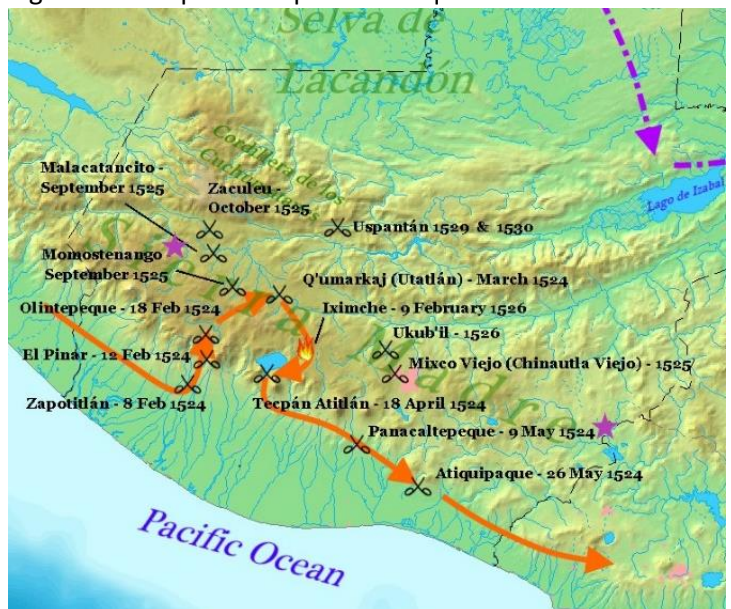 Selva de
Lacandón
Cordillera de los
Malacatancito -
September 1525
Zaculeu -
October 1525
Uspantán 1529 & 1530
Lago de Izabal
Momostenango
September 1525
Q'umarkaj (Utatlán) - March 1524
Olintepeque - 18 Feb 1524
Iximche - 9 February 1526
Ukub'il - 1526
El Pinar - 12 Feb 1524
Mixco Viejo (Chinautla Viejo) - 1525
Zapotitlán - 8 Feb 1524
Tecpán Atitlán - 18 April 1524
Sierra Madre
Panacaltepeque - 9 May 1524
Atiquipaque - 26 May 1524
Pacific Ocean